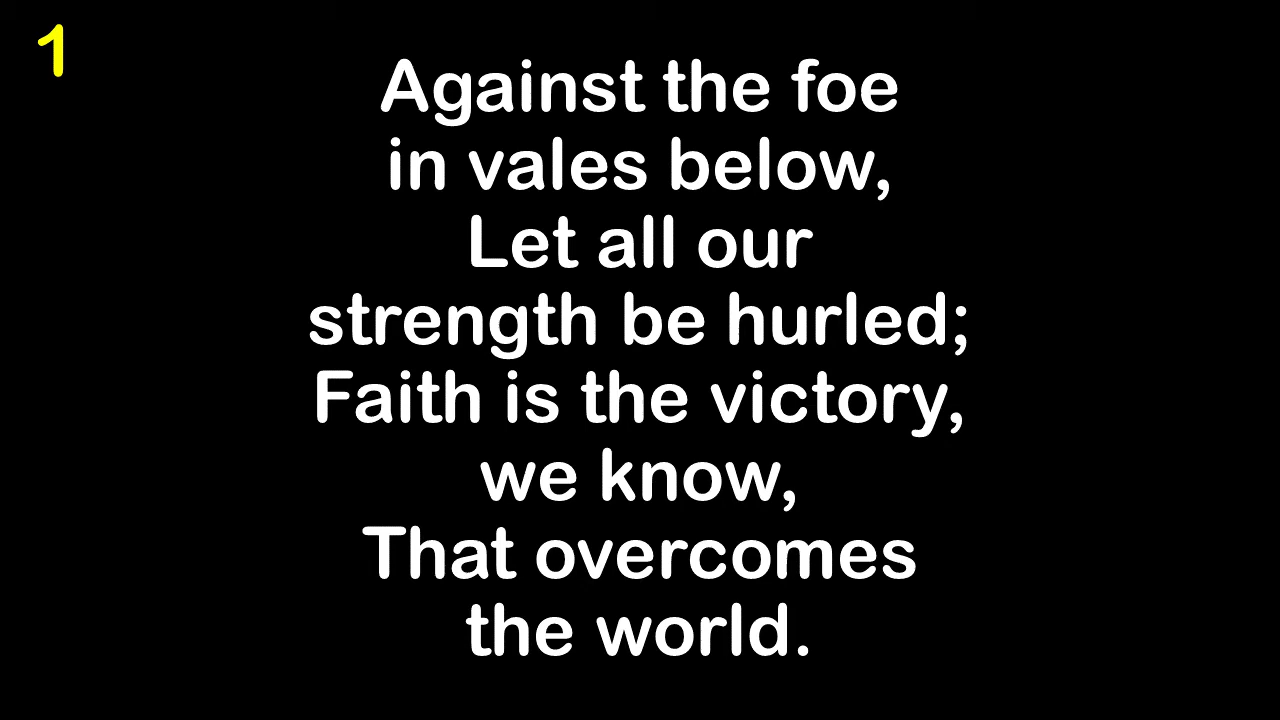 1
Against the foe
in vales below,
Let all our
strength be hurled;
Faith is the victory,
we know,
That overcomes
the world.